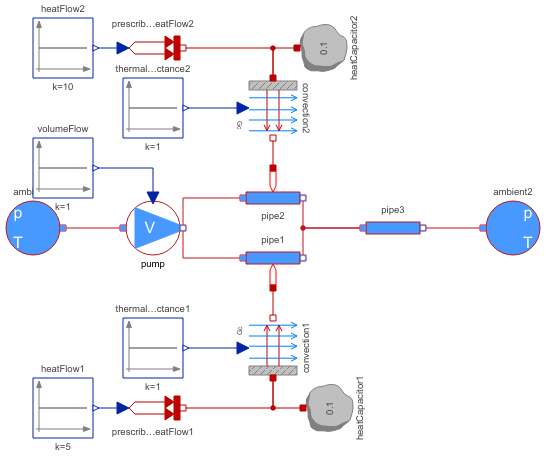 heatFlow2
k=10
prescrib...eatFlow2
0.1
heatCapacitor2
thermal...ctance2
k=1
Gc
convection2
volumeFlow
k=1
ambi
p
T
V
pump
pipe2
pipe1
pipe3
ambient2
p
T
thermal...ctance1
k=1
Gc
convection1
heatFlow1
k=5
prescrib...eatFlow1
0.1
heatCapacitor1